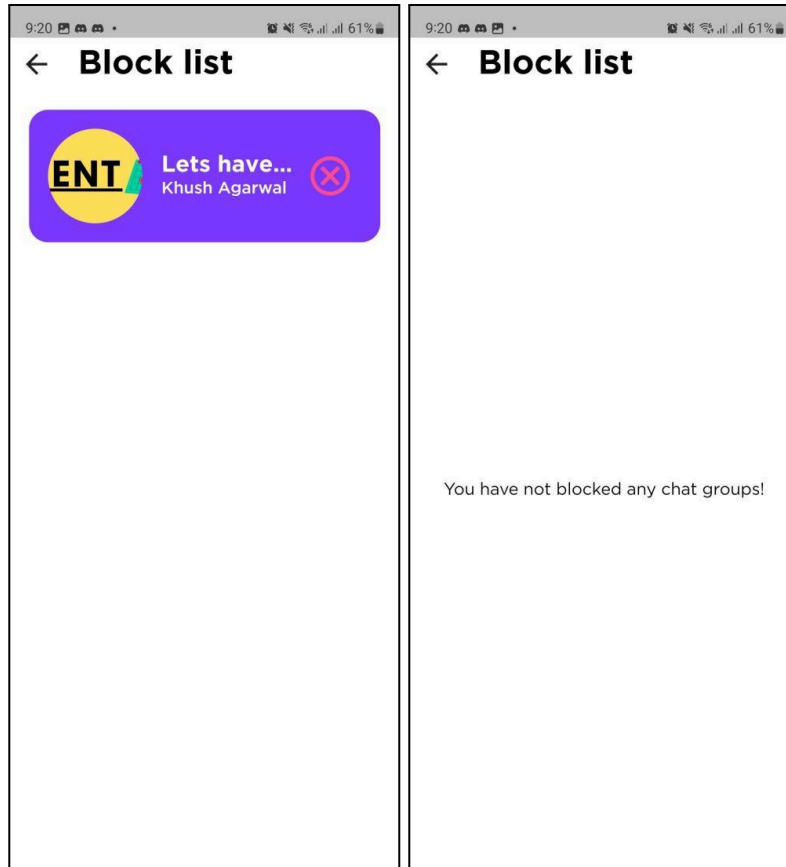 9:20
61%
Block list
ENT
Lets have...
Khush Agarwal
9:20
61%
Block list
You have not blocked any chat groups!